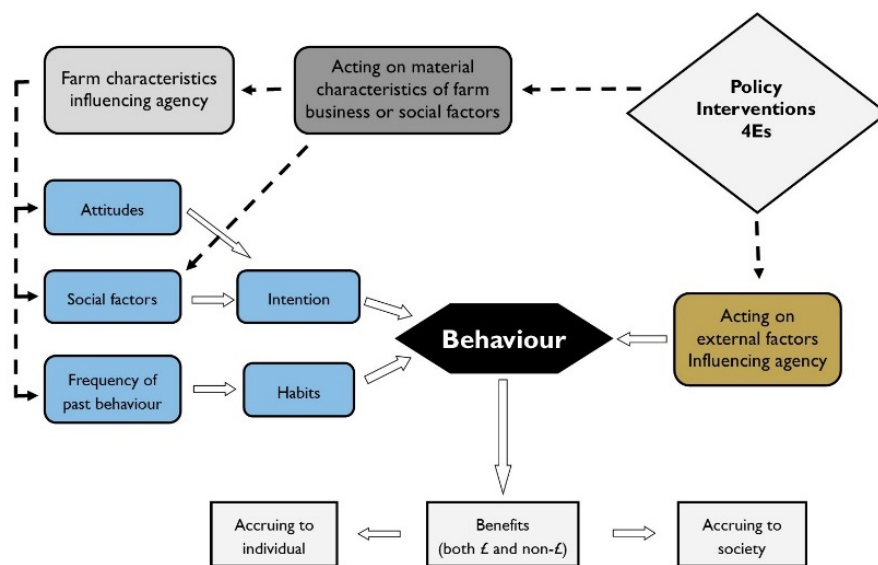 Farm characteristics
influencing agency
Acting on material
characteristics of farm
business or social factors
Policy
Interventions
4Es
Attitudes
Social factors
Intention
Behaviour
Acting on
external factors
Influencing agency
Frequency of
past behaviour
Habits
Accruing to
individual
Benefits
(both £ and non-£)
Accruing to
society